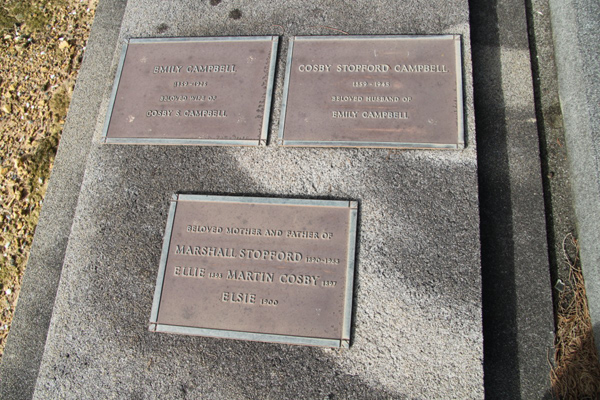 EMILY CAMPBELL
BELOVED WIFE OF
COSBY S. CAMPBELL
COSBY STOPFORD CAMPBELL
BELOVED HUSBAND OF
EMILY CAMPBELL
BELOVED MOTHER AND FATHER OF
MARSHALL STOPFORD
ELLIE MARTIN COSBY 1897
ELSIE 1900